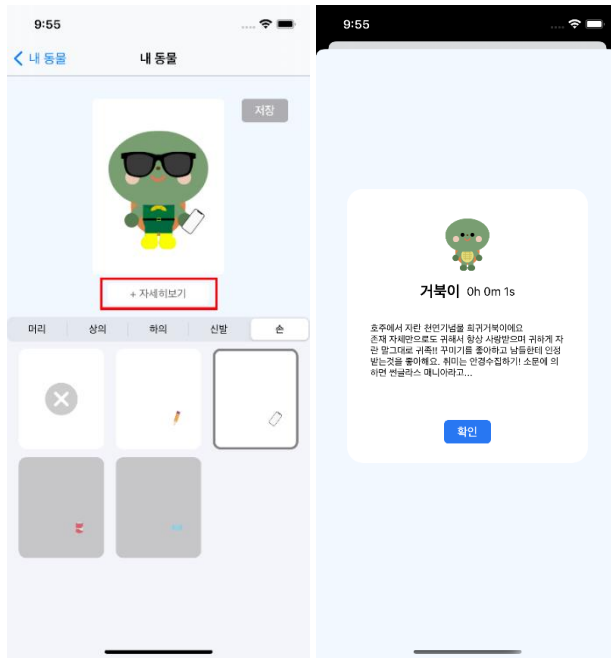 9:55
내 동물
내 동물
저장
+ 자세히보기
머리 상의 하의 신발 손
9:55
거북이 0h 0m 1s
호주에서 자란 천연기념물 희귀거북이에요
존재 자체만으로도 귀해서 항상 사랑받으며 귀하게 자
란 말그대로 귀족!! 꾸미기를 좋아하고 남들한테 인정
받는것을 좋아해요. 취미는 안경수집하기! 소문에 의
하면 썬글라스 매니아라고...
확인